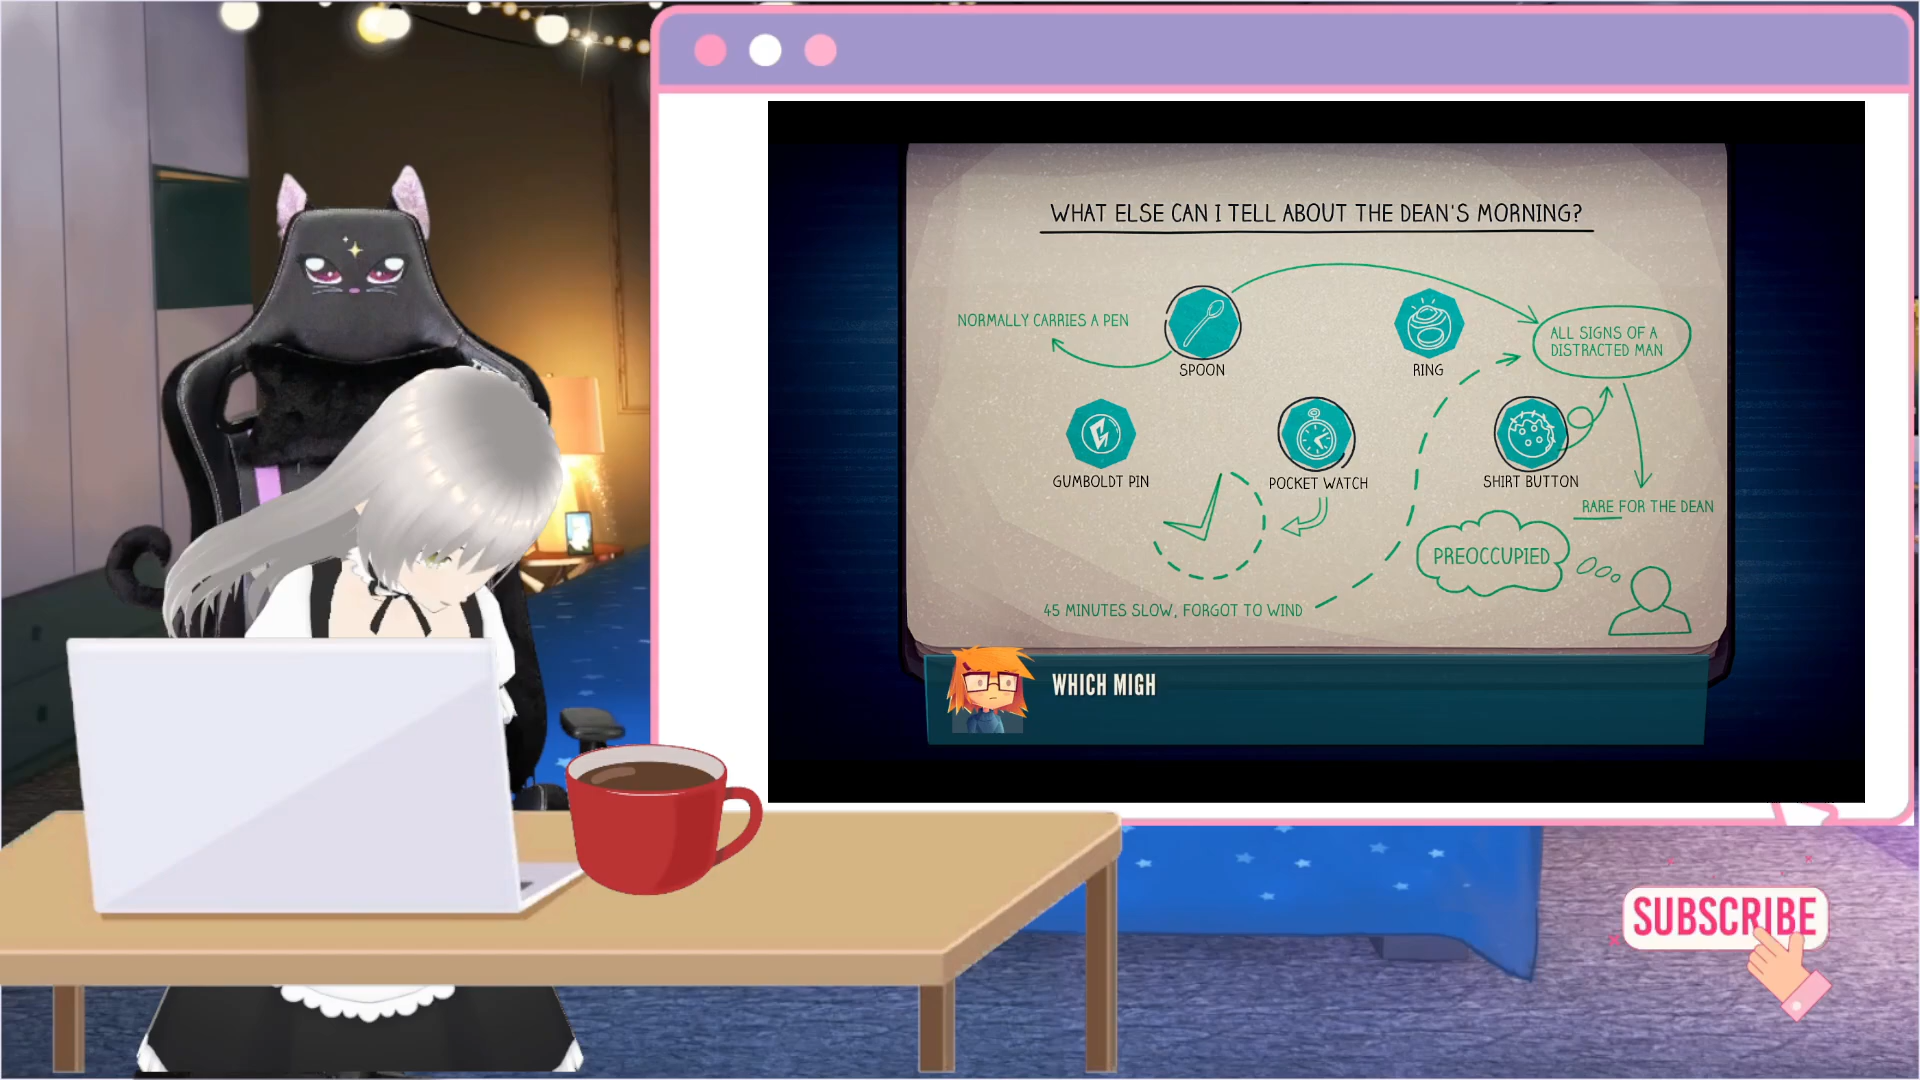 WHAT ELSE CAN I TELL ABOUT THE DEAN'S MORNING?
NORMALLY CARRIES A PEN
SPOON
RING
ALL SIGNS OF A
DISTRACTED MAN
GUMBOLDT PIN
POCKET WATCH
SHIRT BUTTON
RARE FOR THE DEAN
PREOCCUPIED
45 MINUTES SLOW, FORGOT TO WIND
WHICH MIGH
SUBSCRIBE